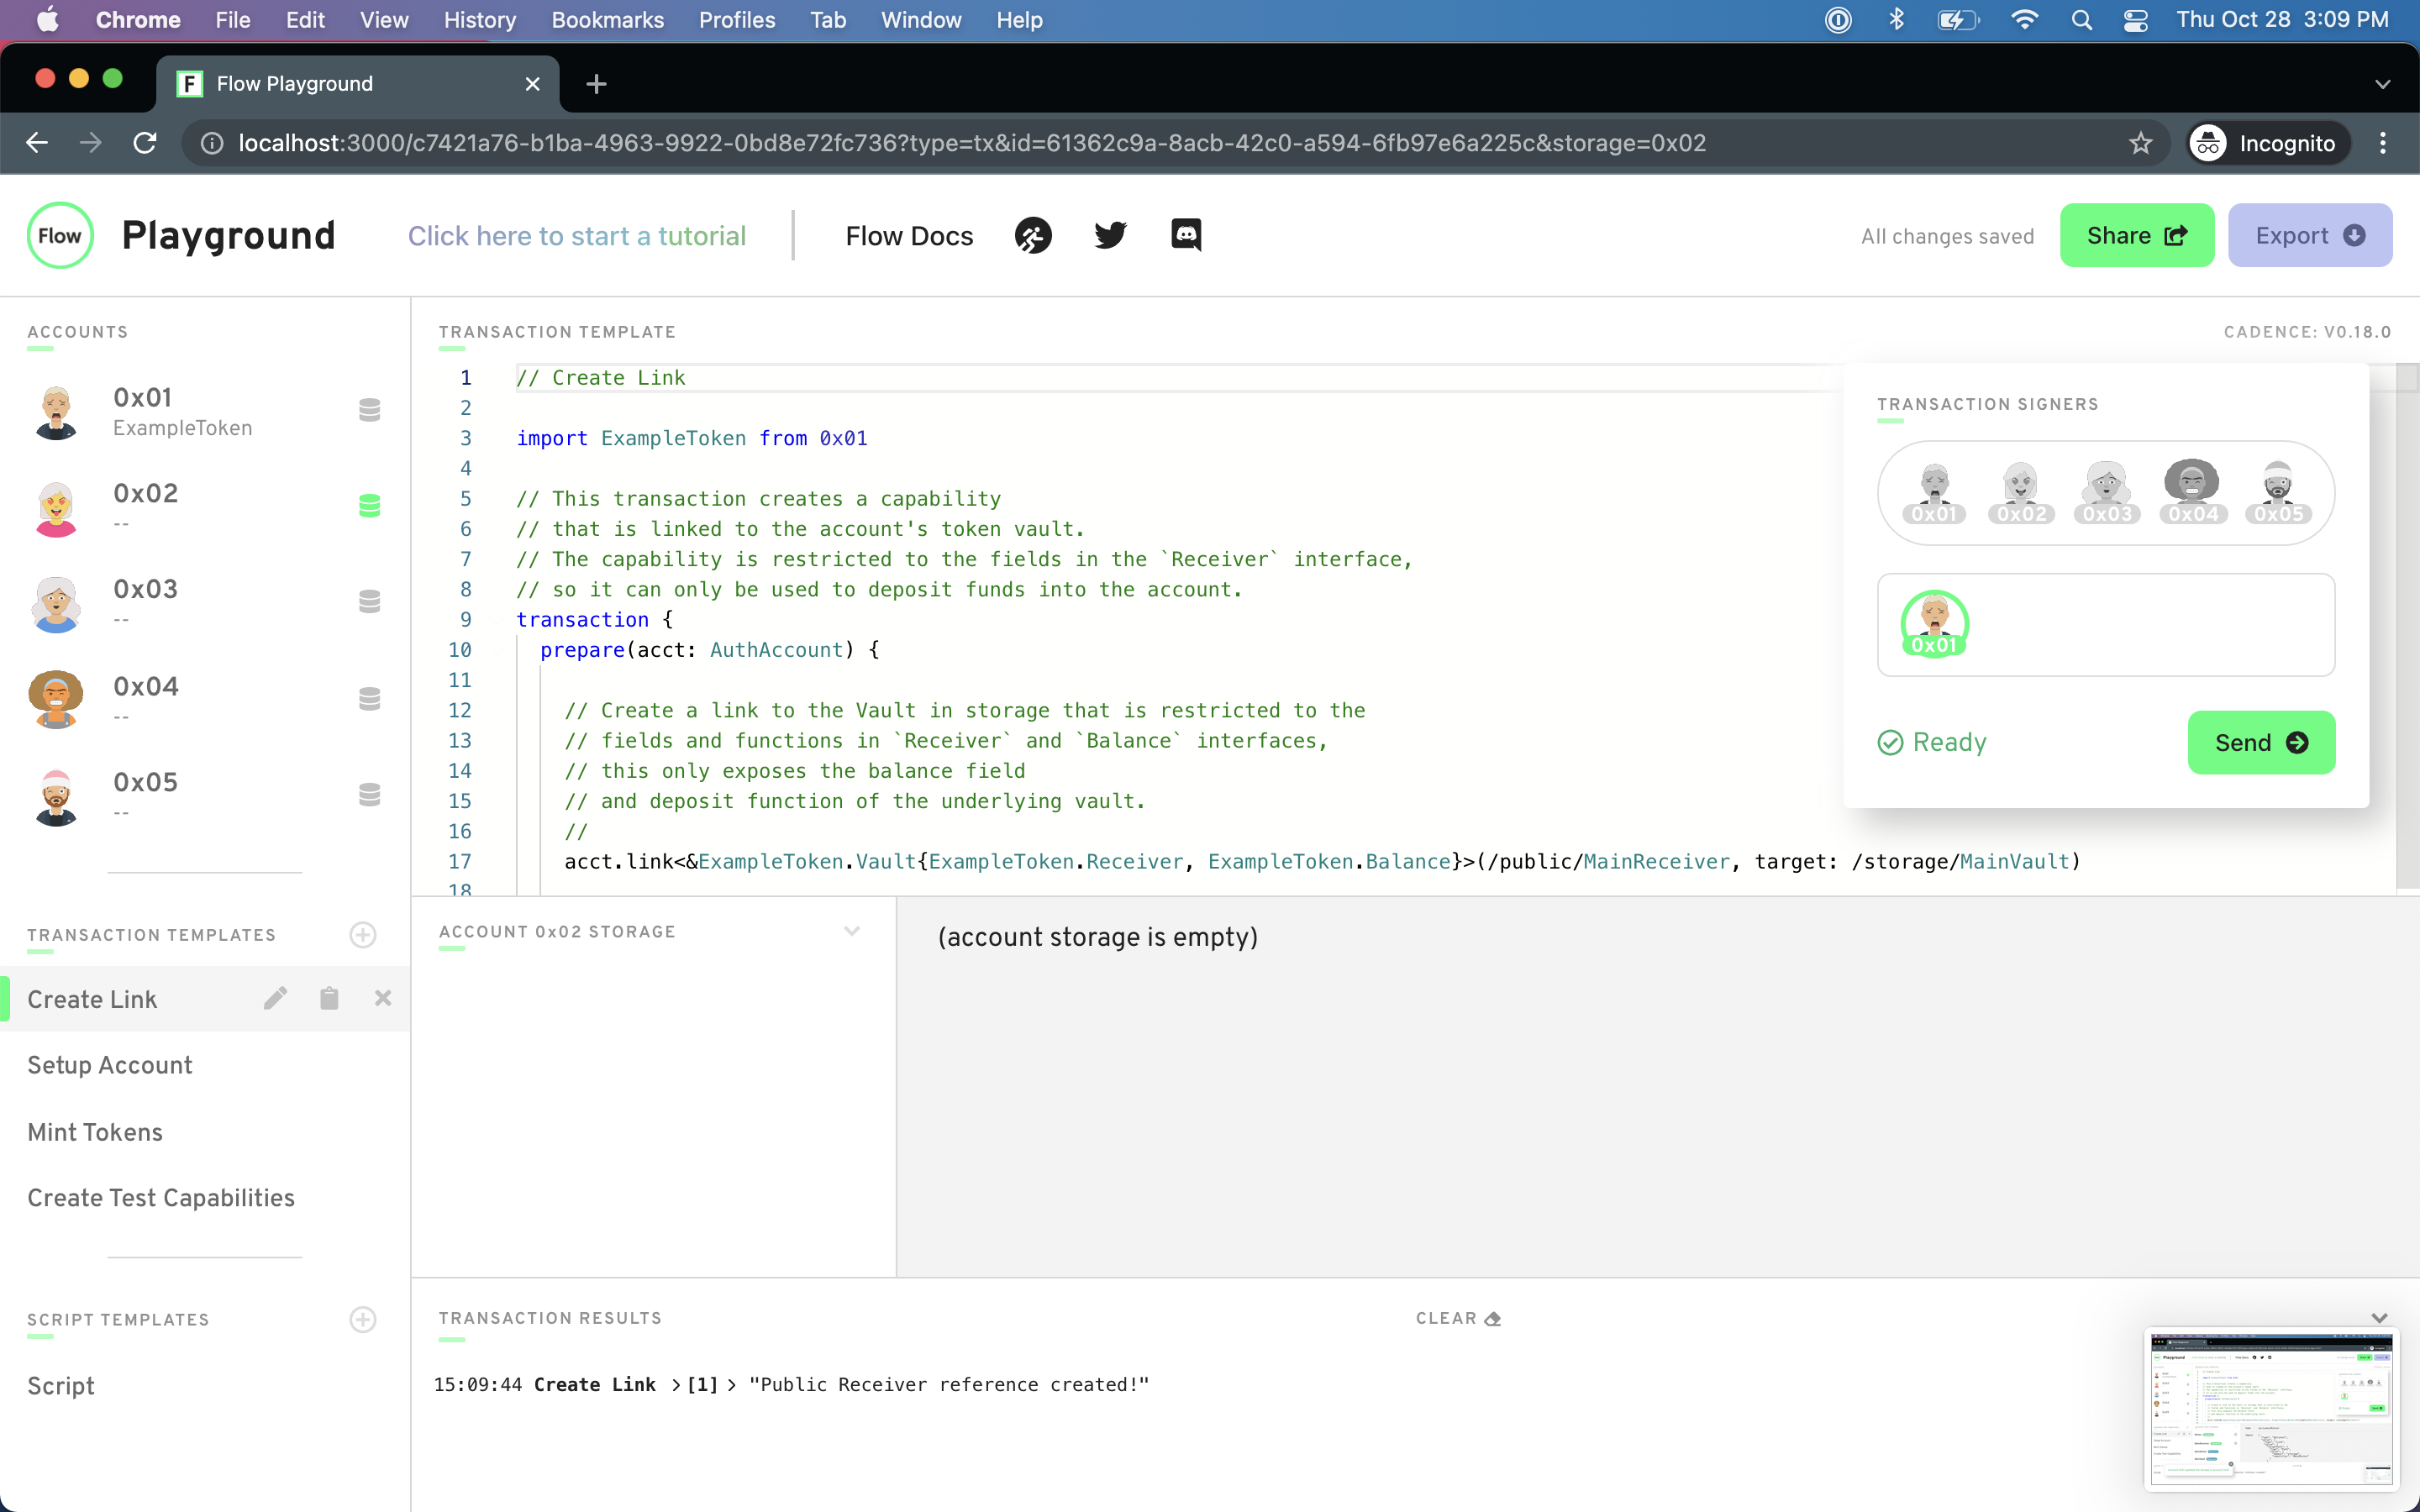 Chrome File Edit View History Bookmarks Profiles Tab Window Help Thu Oct 28 3:09 PM
F Flow Playground
localhost:3000/c7421a76-b1ba-4963-9922-0bd8e72fc736?type=tx&id=61362c9a-8acb-42c0-a594-6fb97e6a225c&storage=0x02 Incognito
Flow Playground Click here to start a tutorial Flow Docs All changes saved Share Export
ACCOUNTS
0x01
ExampleToken
0x02
--
0x03
--
0x04
--
0x05
--
TRANSACTION TEMPLATES
Create Link
Setup Account
Mint Tokens
Create Test Capabilities
SCRIPT TEMPLATES
Script
TRANSACTION TEMPLATE CADENCE: V0.18.0
1 // Create Link
2
3 import ExampleToken from 0x01
4
5 // This transaction creates a capability
6 // that is linked to the account's token vault.
7 // The capability is restricted to the fields in the `Receiver` interface,
8 // so it can only be used to deposit funds into the account.
9 transaction {
10 prepare(acct: AuthAccount) {
11
12 // Create a link to the Vault in storage that is restricted to the
13 // fields and functions in `Receiver` and `Balance` interfaces,
14 // this only exposes the balance field
15 // and deposit function of the underlying vault.
16 //
17 acct.link<&ExampleToken.Vault{ExampleToken.Receiver, ExampleToken.Balance}>(/public/MainReceiver, target: /storage/MainVault)
18
TRANSACTION SIGNERS
0x01 0x02 0x03 0x04 0x05
0x01
Ready Send
ACCOUNT 0x02 STORAGE
(account storage is empty)
TRANSACTION RESULTS CLEAR
15:09:44 Create Link >[1]> "Public Receiver reference created!"